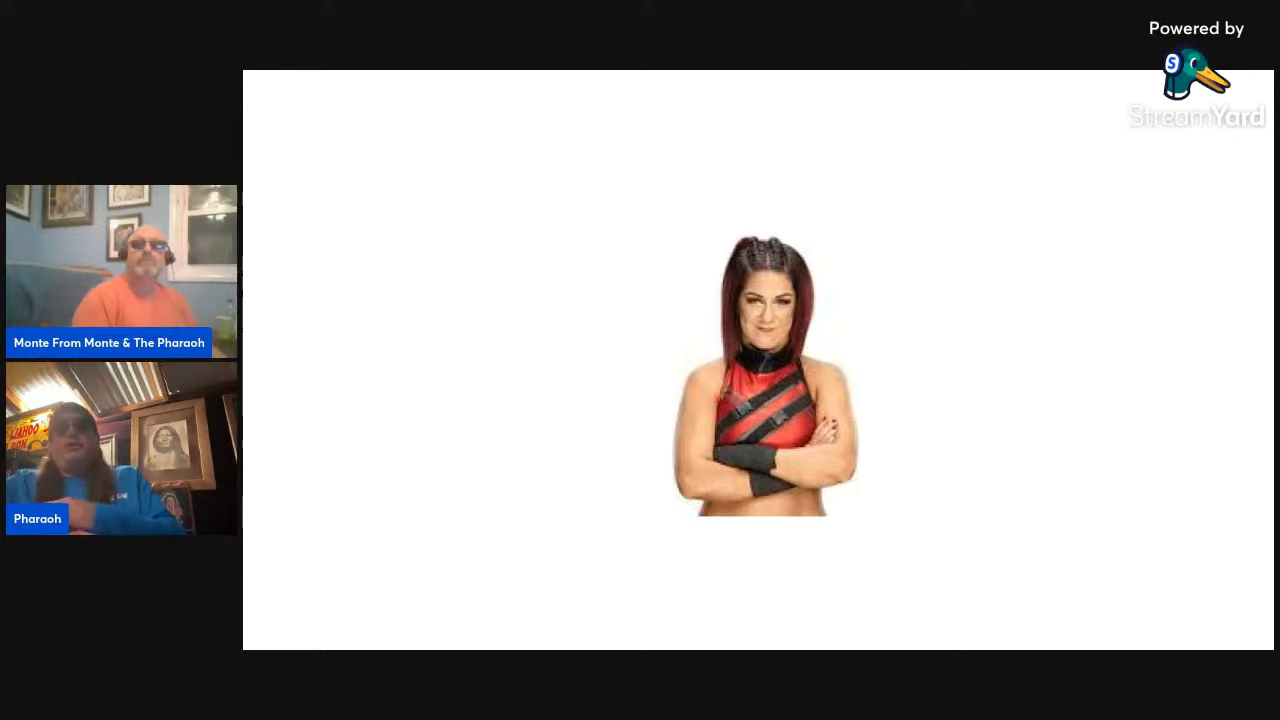 Powered by
S
StreamYard
Monte From Monte & The Pharaoh
Pharaoh